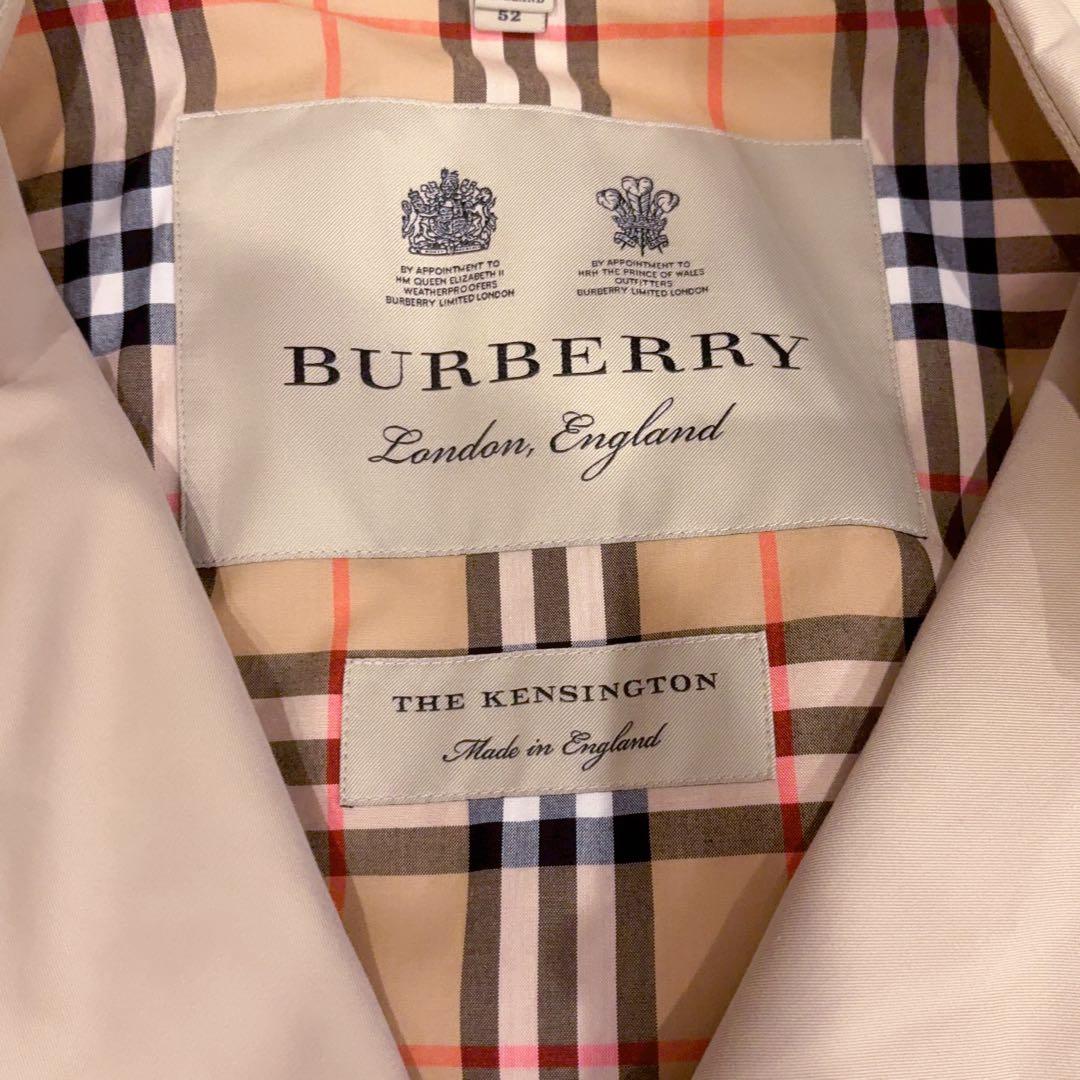 52
BY APPOINTMENT TO
HM QUEEN ELIZABETH II
WEATHERPROOFERS
BURBERRY LIMITED LONDON
BY APPOINTMENT TO
HRH THE PRINCE OF WALES
OUTFITTERS
BURBERRY LIMITED LONDON
BURBERRY
London, England
THE KENSINGTON
Made in England